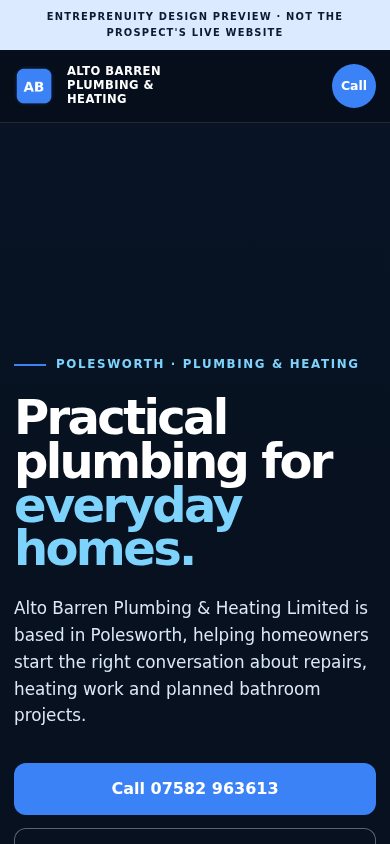 ENTREPRENUITY DESIGN PREVIEW · NOT THE
PROSPECT'S LIVE WEBSITE
AB
ALTO BARREN
PLUMBING &
HEATING
Call
POLESWORTH · PLUMBING & HEATING
Practical
plumbing for
everyday
homes.
Alto Barren Plumbing & Heating Limited is
based in Polesworth, helping homeowners
start the right conversation about repairs,
heating work and planned bathroom
projects.
Call 07582 963613